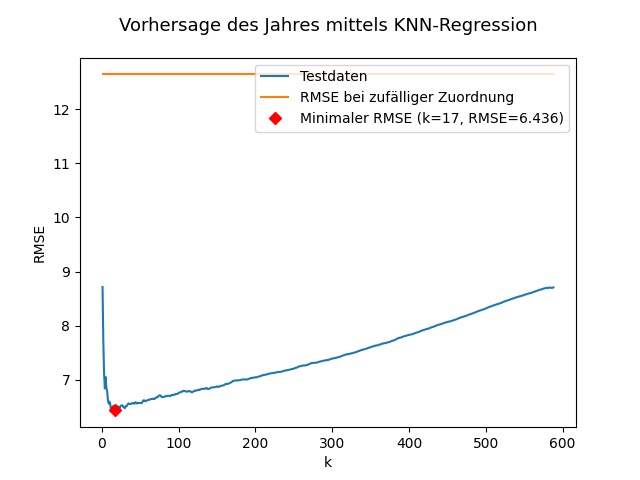 Vorhersage des Jahres mittels KNN-Regression
Testdaten
RMSE bei zufälliger Zuordnung
Minimaler RMSE (k=17, RMSE=6.436)
RMSE
12
11
10
9
8
7
0 100 200 300 400 500 600
k